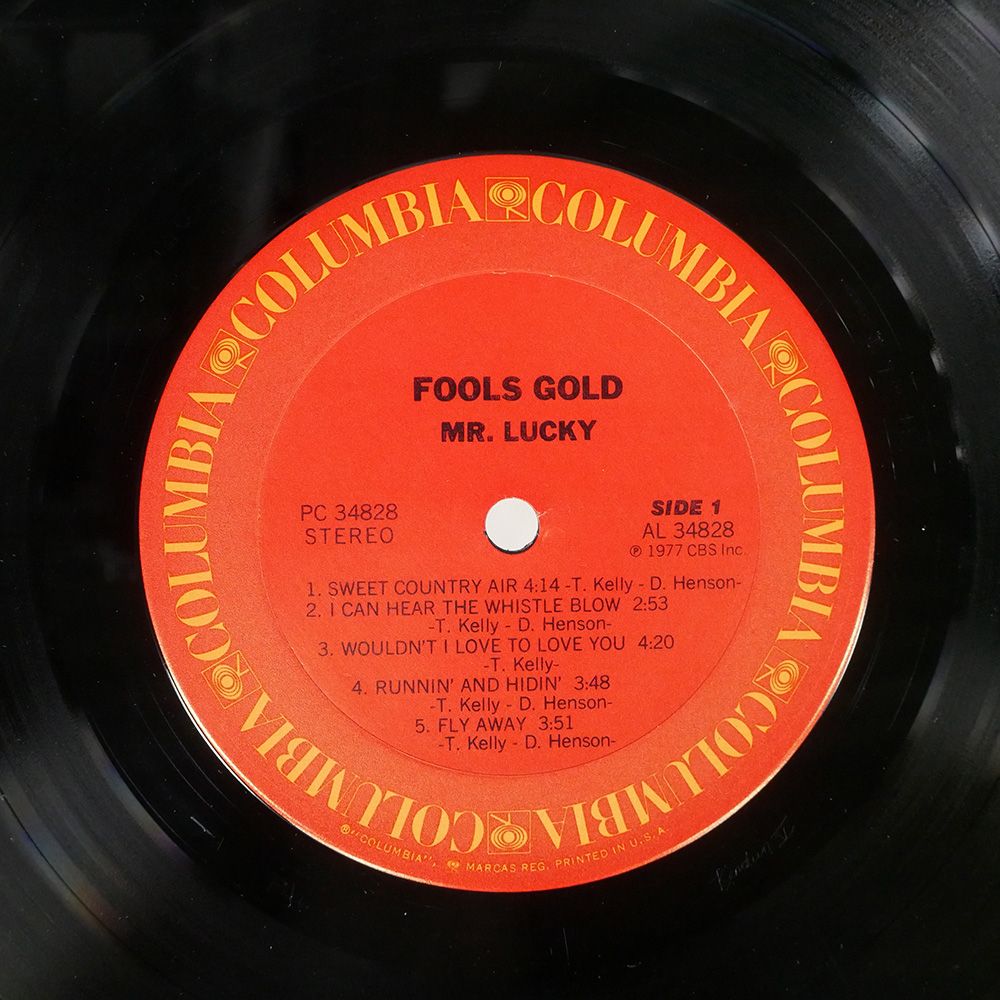 COLUMBIA COLUMBIA COLUMBIA COLUMBIA COLUMBIA COLUMBIA
FOOLS GOLD
MR. LUCKY
PC 34828
STEREO
SIDE 1
AL 34828
℗ 1977 CBS Inc.
1. SWEET COUNTRY AIR 4:14 -T. Kelly - D. Henson-
2. I CAN HEAR THE WHISTLE BLOW 2:53
-T. Kelly - D. Henson-
3. WOULDN'T I LOVE TO LOVE YOU 4:20
-T. Kelly-
4. RUNNIN' AND HIDIN' 3:48
-T. Kelly - D. Henson-
5. FLY AWAY 3:51
-T. Kelly - D. Henson-
®"COLUMBIA", MARCAS REG. PRINTED IN U.S.A.